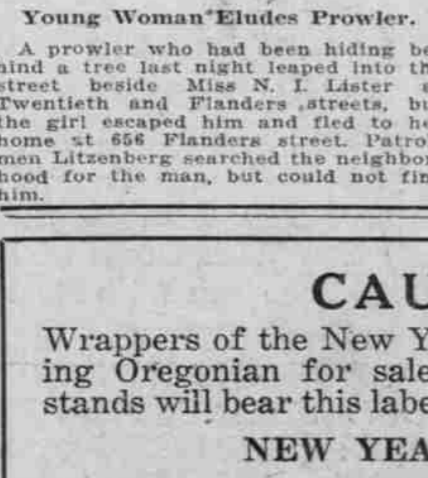 Young Woman Eludes Prowler.
A prowler who had been hiding be
hind a tree last night leaped into th
street beside Miss N. I. Lister a
Twentieth and Flanders streets, bu
the girl escaped him and fled to he
home at 656 Flanders street. Patrol
men Litzenberg searched the neighbor
hood for the man, but could not fin
him.
CAU
Wrappers of the New Y
ing Oregonian for sale
stands will bear this labe
NEW YEA